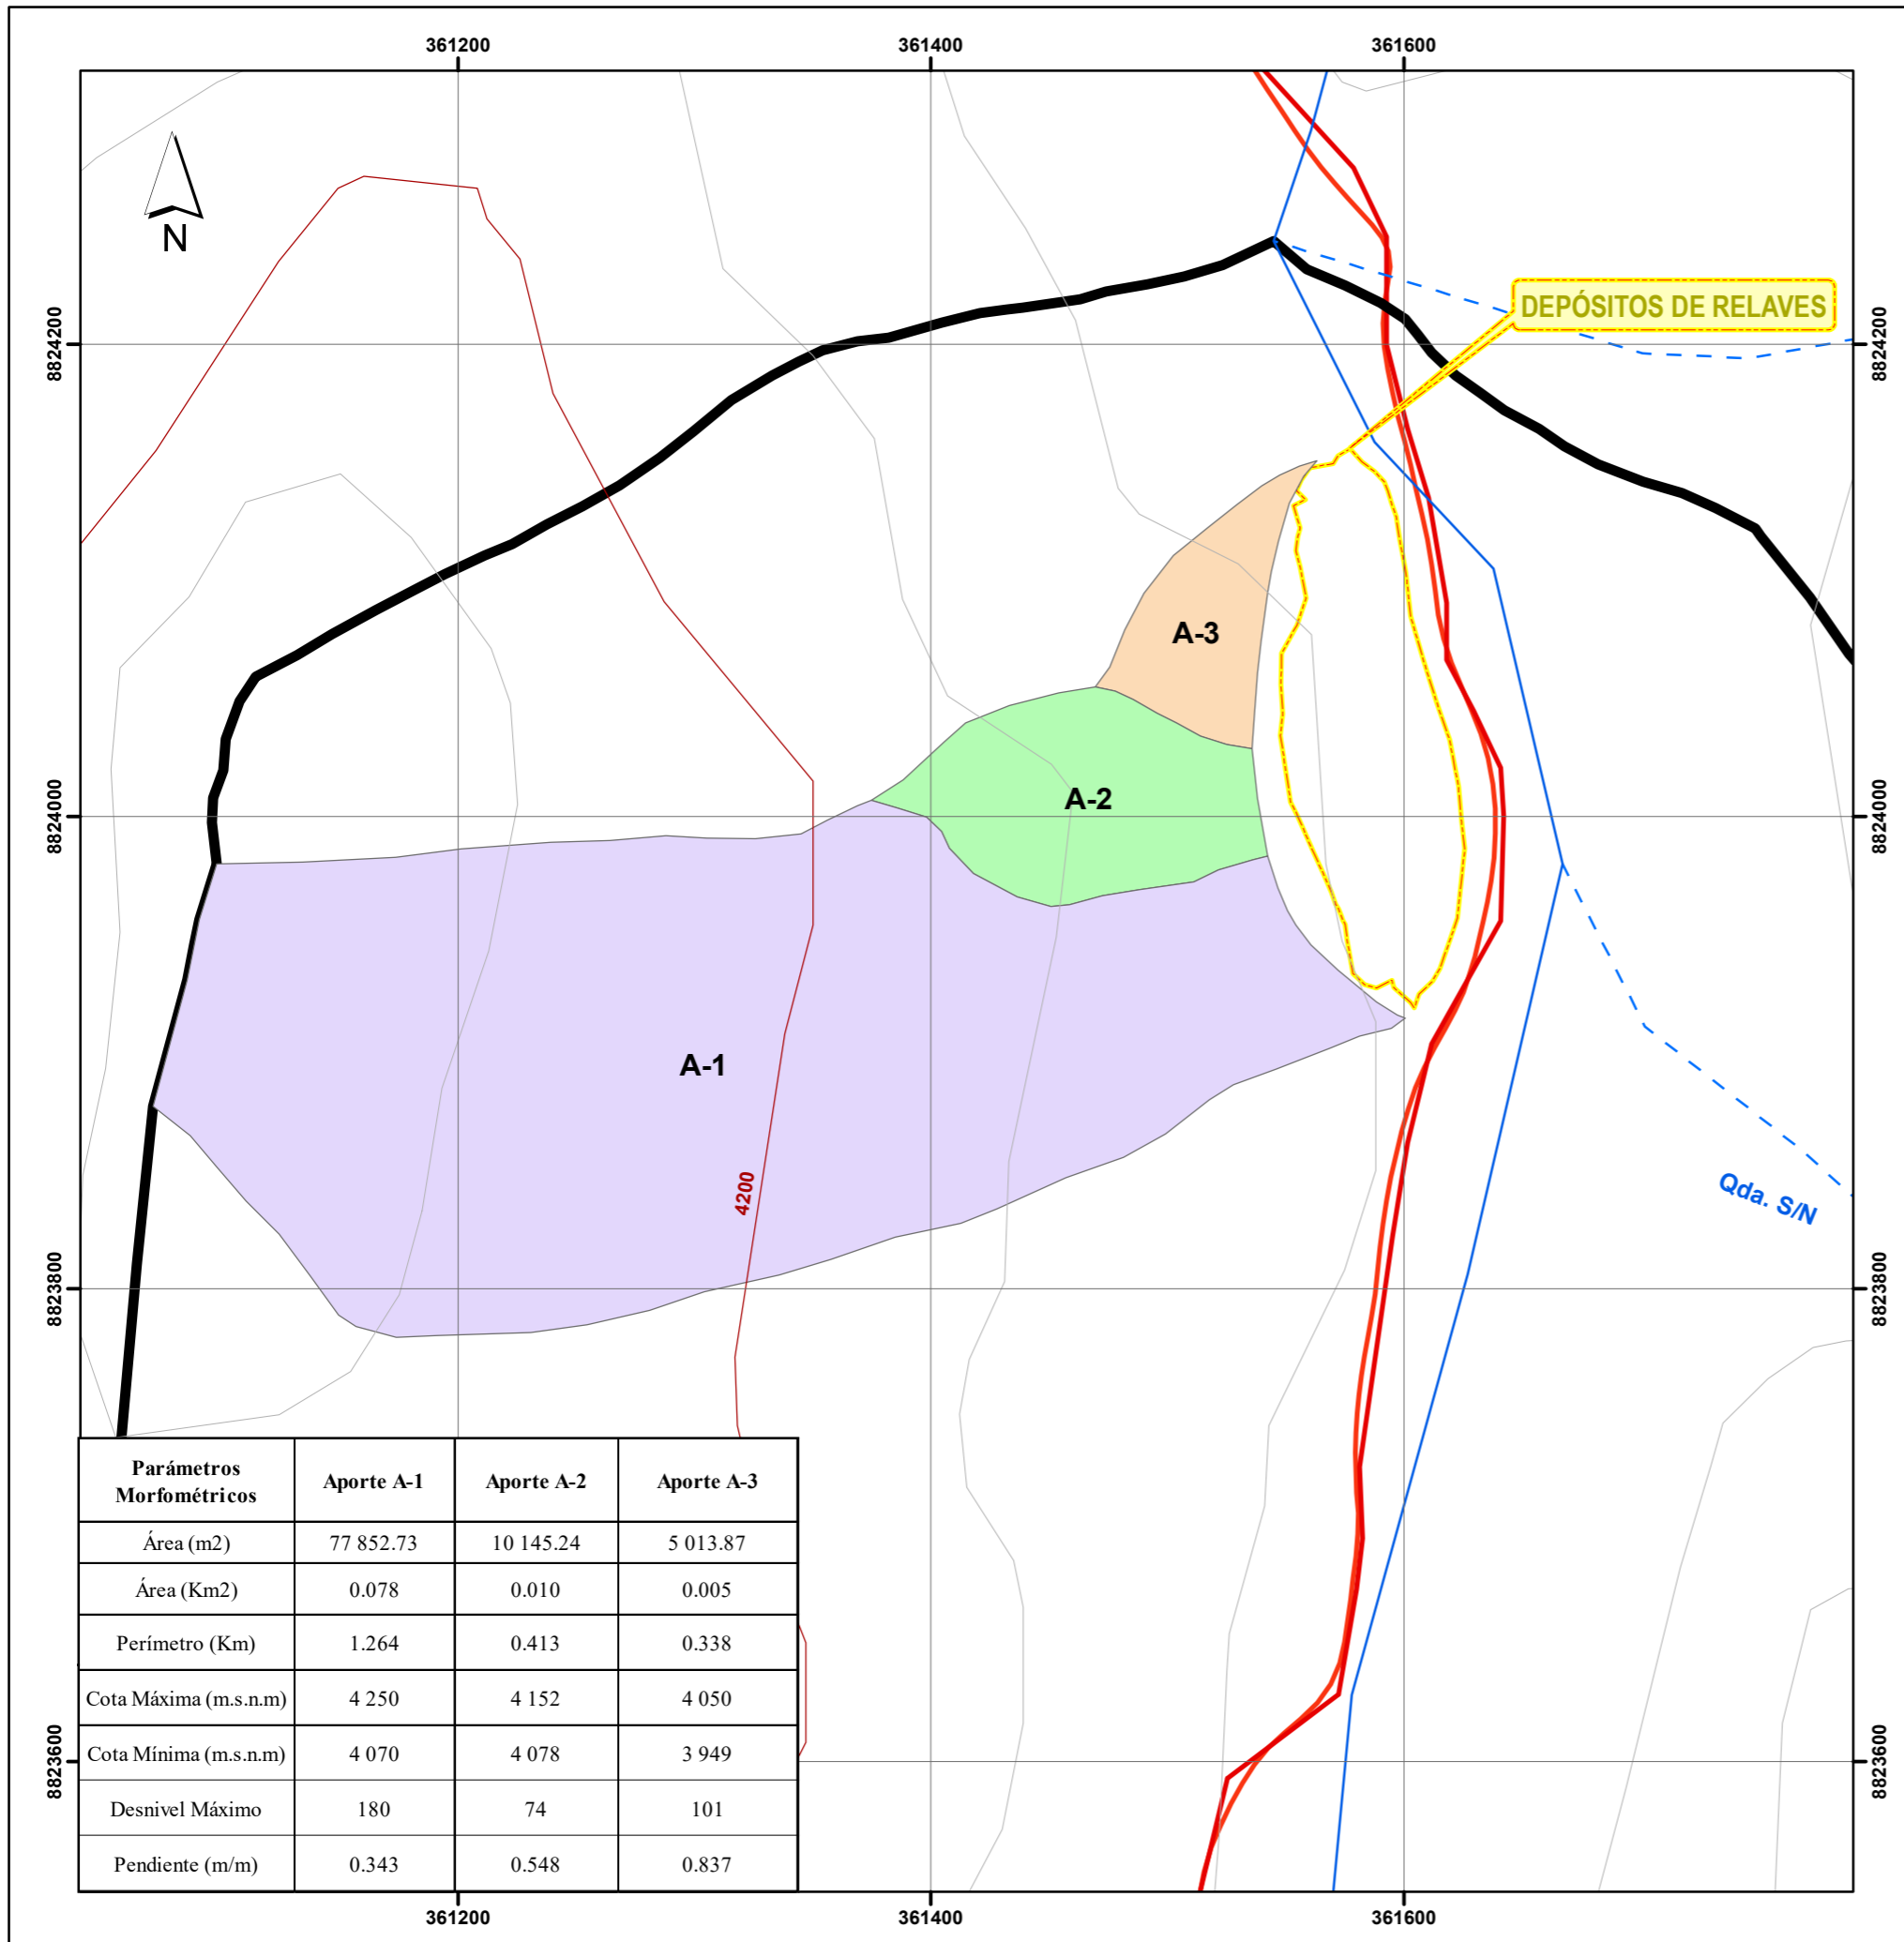 361200 361400 361600
N
8824200 DEPÓSITOS DE RELAVES 8824200
A-3
8824000 A-2 8824000
A-1
4200
Qda. S/N
8823800 8823800
Parámetros Morfométricos Aporte A-1 Aporte A-2 Aporte A-3
Área (m2) 77 852.73 10 145.24 5 013.87
Área (Km2) 0.078 0.010 0.005
Perímetro (Km) 1.264 0.413 0.338
Cota Máxima (m.s.n.m) 4 250 4 152 4 050
Cota Mínima (m.s.n.m) 4 070 4 078 3 949
8823600 8823600
Desnivel Máximo 180 74 101
Pendiente (m/m) 0.343 0.548 0.837
361200 361400 361600